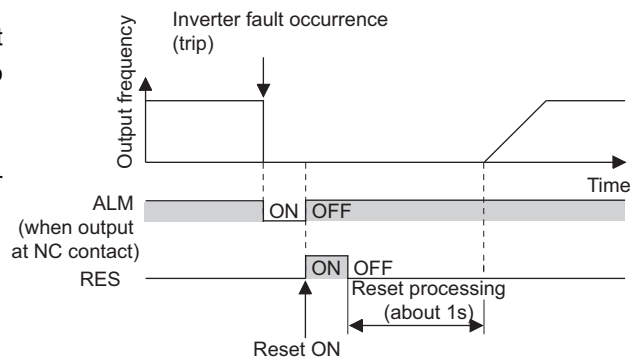 Inverter fault occurrence
(trip)
Output frequency
Time
ALM
(when output
at NC contact)
ON OFF
RES
ON OFF
Reset processing
(about 1s)
Reset ON